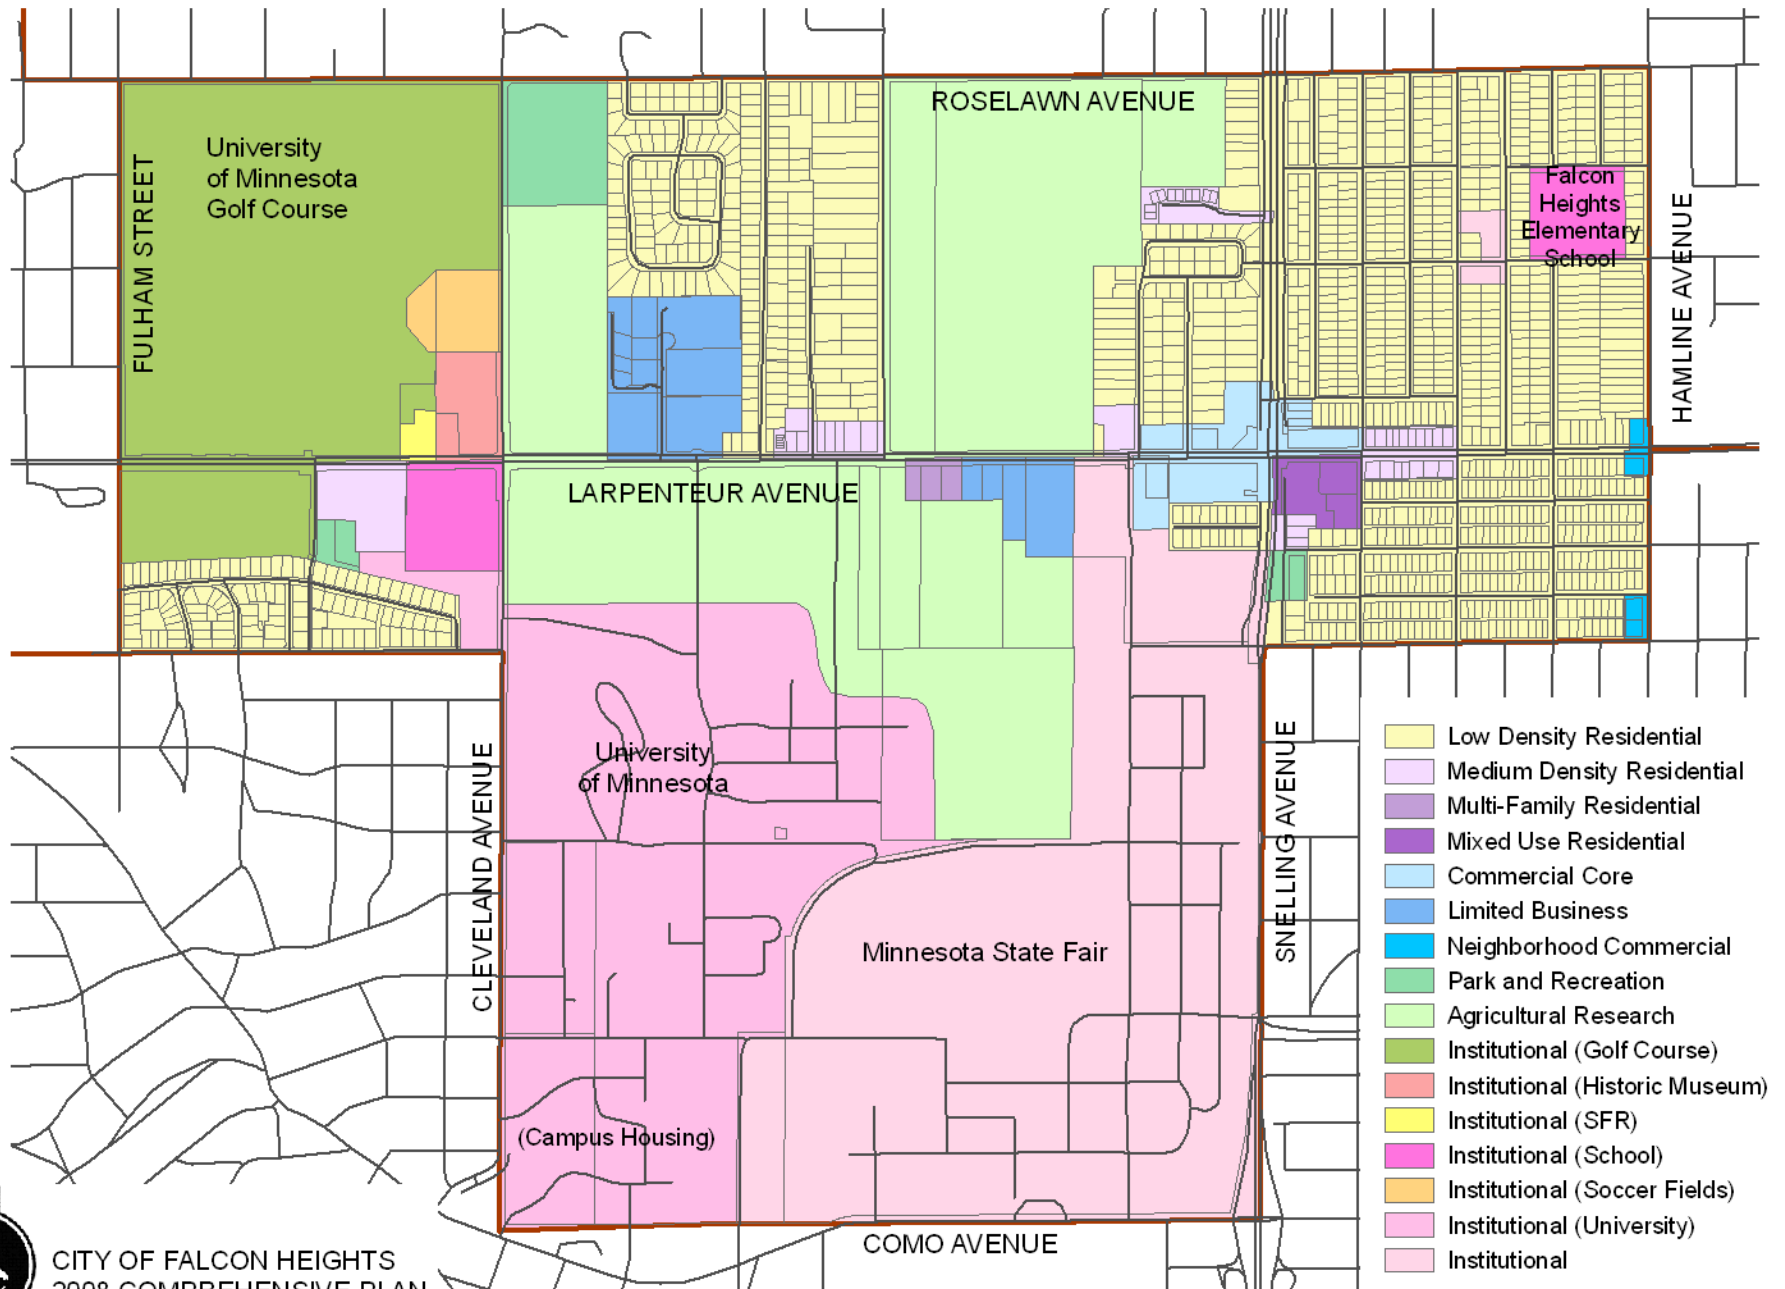 ROSELAWN AVENUE
University
of Minnesota
Golf Course
FULHAM STREET
Falcon
Heights
Elementary
School
HAMLINE AVENUE
LARPENTEUR AVENUE
University
of Minnesota
CLEVELAND AVENUE
SNELLING AVENUE
Minnesota State Fair
(Campus Housing)
COMO AVENUE
Low Density Residential
Medium Density Residential
Multi-Family Residential
Mixed Use Residential
Commercial Core
Limited Business
Neighborhood Commercial
Park and Recreation
Agricultural Research
Institutional (Golf Course)
Institutional (Historic Museum)
Institutional (SFR)
Institutional (School)
Institutional (Soccer Fields)
Institutional (University)
Institutional
CITY OF FALCON HEIGHTS
2008 COMPREHENSIVE PLAN